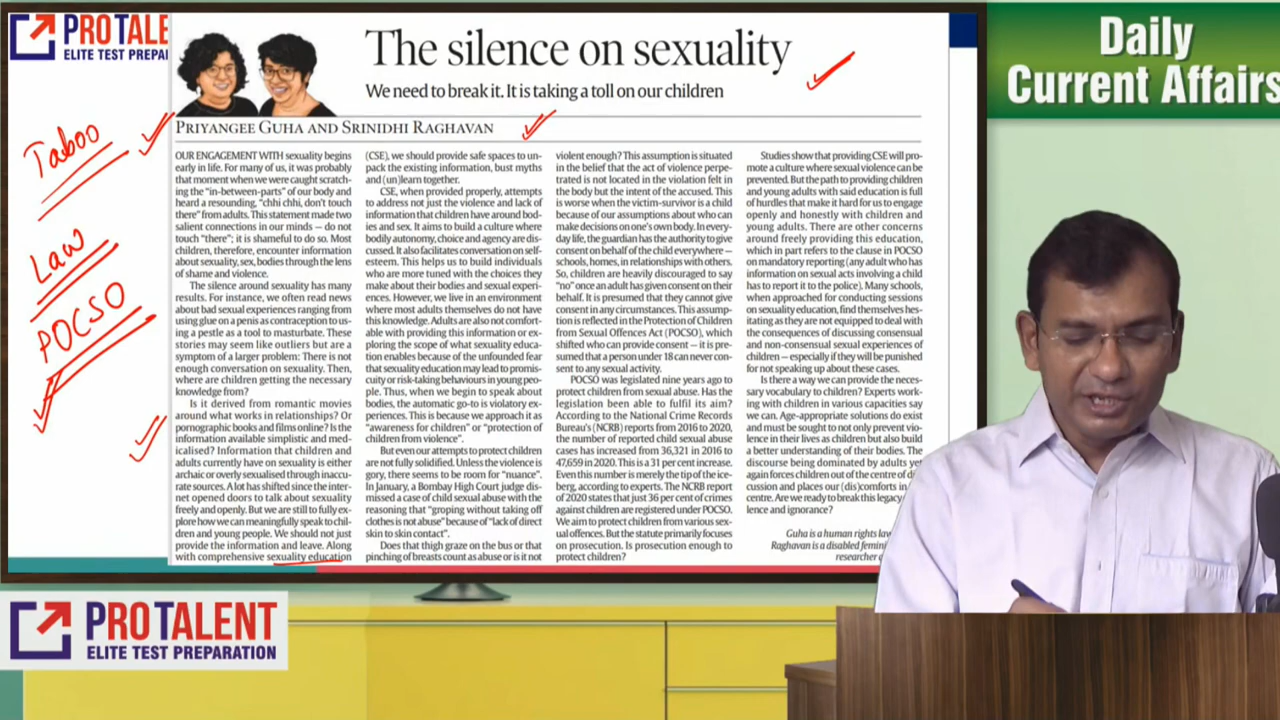 PROTALE
ELITE TEST PREPAI
The silence on sexuality
We need to break it. It is taking a toll on our children
Daily
Current Affairs
PRIYANGEE GUHA AND SRINIDHI RAGHAVAN
Taboo
Law
POCSO
OUR ENGAGEMENT WITH sexuality begins
early in life. For many of us, it was probably
that moment when we were caught scratch-
ing the "in-between-parts" of our body and
heard a resounding, "chhi chhi, don't touch
there" from adults. This statement made two
salient connections in our minds — do not
touch "there"; it is shameful to do so. Most
children, therefore, encounter information
about sexuality, sex, bodies through the lens
of shame and violence.
The silence around sexuality has many
results. For instance, we often read news
about bad sexual experiences ranging from
using glue on a penis as contraception to us-
ing a pestle as a tool to masturbate. These
stories may seem like outliers but are a
symptom of a larger problem: There is not
enough conversation on sexuality. Then,
where are children getting the necessary
knowledge from?
Is it derived from romantic movies
around what works in relationships? Or
pornographic books and films online? Is the
information available simplistic and med-
icalised? Information that children and
adults currently have on sexuality is either
archaic or overly sexualised through inaccu-
rate sources. A lot has shifted since the inter-
net opened doors to talk about sexuality
freely and openly. But we are still to fully ex-
plore how we can meaningfully speak to chil-
dren and young people. We should not just
provide the information and leave. Along
with comprehensive sexuality education
(CSE), we should provide safe spaces to un-
pack the existing information, bust myths
and (un)learn together.
CSE, when provided properly, attempts
to address not just the violence and lack of
information that children have around bod-
ies and sex. It aims to build a culture where
bodily autonomy, choice and agency are dis-
cussed. It also facilitates conversation on self-
esteem. This helps us to build individuals
who are more tuned with the choices they
make about their bodies and sexual experi-
ences. However, we live in an environment
where most adults themselves do not have
this knowledge. Adults are also not comfort-
able with providing this information or ex-
ploring the scope of what sexuality educa-
tion enables because of the unfounded fear
that sexuality education may lead to promis-
cuity or risk-taking behaviours in young peo-
ple. Thus, when we begin to speak about
bodies, the automatic go-to is violatory ex-
periences. This is because we approach it as
"awareness for children" or "protection of
children from violence".
But even our attempts to protect children
are not fully solidified. Unless the violence is
gory, there seems to be room for "nuance".
In January, a Bombay High Court judge dis-
missed a case of child sexual abuse with the
reasoning that "groping without taking off
clothes is not abuse" because of "lack of direct
skin to skin contact".
Does that thigh graze on the bus or that
pinching of breasts count as abuse or is it not
violent enough? This assumption is situated
in the belief that the act of violence perpe-
trated is not located in the violation felt in
the body but the intent of the accused. This
is worse when the victim-survivor is a child
because of our assumptions about who can
make decisions on one's own body. In every-
day life, the guardian has the authority to give
consent on behalf of the child everywhere —
schools, homes, in relationships with others.
So, children are heavily discouraged to say
"no" once an adult has given consent on their
behalf. It is presumed that they cannot give
consent in any circumstances. This assump-
tion is reflected in the Protection of Children
from Sexual Offences Act (POCSO), which
shifted who can provide consent — it is pre-
sumed that a person under 18 can never con-
sent to any sexual activity.
POCSO was legislated nine years ago to
protect children from sexual abuse. Has the
legislation been able to fulfil its aim?
According to the National Crime Records
Bureau's (NCRB) reports from 2016 to 2020,
the number of reported child sexual abuse
cases has increased from 36,321 in 2016 to
47,659 in 2020. This is a 31 per cent increase.
Even this number is merely the tip of the ice-
berg, according to experts. The NCRB report
of 2020 states that just 36 per cent of crimes
against children are registered under POCSO.
We aim to protect children from various sex-
ual offences. But the statute primarily focuses
on prosecution. Is prosecution enough to
protect children?
Studies show that providing CSE will pro-
mote a culture where sexual violence can be
prevented. But the path to providing children
and young adults with said education is full
of hurdles that make it hard for us to engage
openly and honestly with children and
young adults. There are other concerns
around freely providing this education,
which in part refers to the clause in POCSO
on mandatory reporting (any adult who has
information on sexual acts involving a child
has to report it to the police). Many schools,
when approached for conducting sessions
on sexuality education, find themselves hes-
itating as they are not equipped to deal with
the consequences of discussing consensual
and non-consensual sexual experiences of
children — especially if they will be punished
for not speaking up about these cases.
Is there a way we can provide the neces-
sary vocabulary to children? Experts work-
ing with children in various capacities say
we can. Age-appropriate solutions do exist
and must be sought to not only prevent vio-
lence in their lives as children but also build
a better understanding of their bodies. The
discourse being dominated by adults yet
again forces children out of the centre of di
cussion and places our (dis)comforts in
centre. Are we ready to break this legacy
lence and ignorance?
Guha is human rights law
Raghavan is a disabled femini
researcher
PROTALENT
ELITE TEST PREPARATION